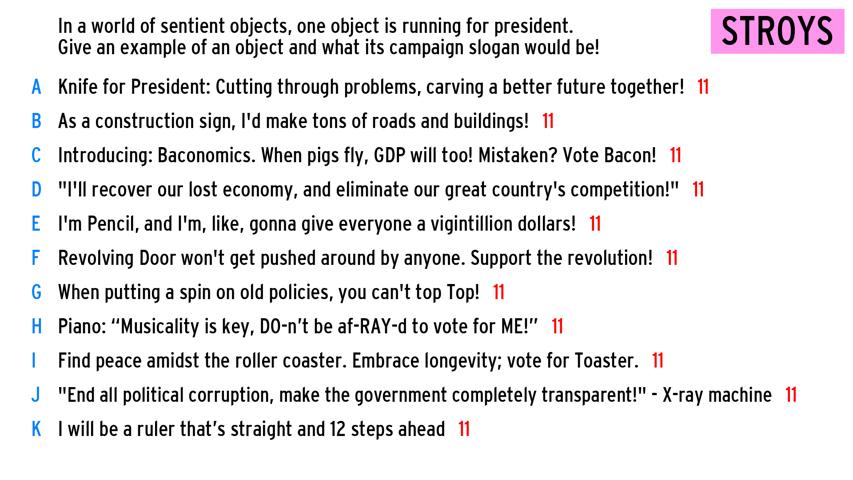 In a world of sentient objects, one object is running for president.
Give an example of an object and what its campaign slogan would be!
STROYS
A Knife for President: Cutting through problems, carving a better future together! 11
B As a construction sign, I'd make tons of roads and buildings! 11
C Introducing: Baconomics. When pigs fly, GDP will too! Mistaken? Vote Bacon! 11
D "I'll recover our lost economy, and eliminate our great country's competition!" 11
E I'm Pencil, and I'm, like, gonna give everyone a vigintillion dollars! 11
F Revolving Door won't get pushed around by anyone. Support the revolution! 11
G When putting a spin on old policies, you can't top Top! 11
H Piano: “Musicality is key, DO-n’t be af-RAY-d to vote for ME!” 11
I Find peace amidst the roller coaster. Embrace longevity; vote for Toaster. 11
J "End all political corruption, make the government completely transparent!" - X-ray machine 11
K I will be a ruler that’s straight and 12 steps ahead 11